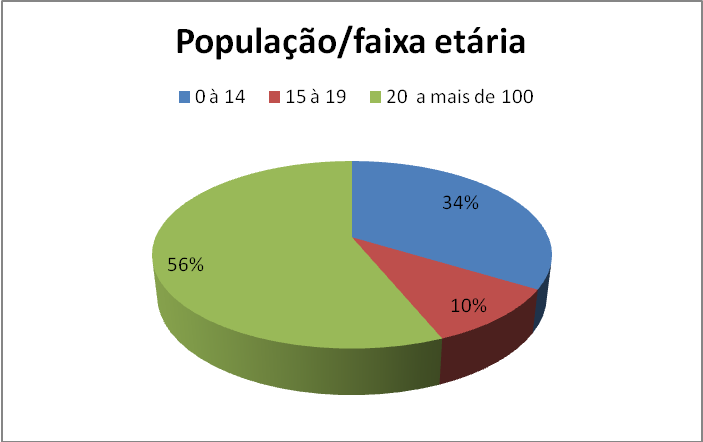 População/faixa etária
0 à 14 15 à 19 20 a mais de 100
34%
56%
10%